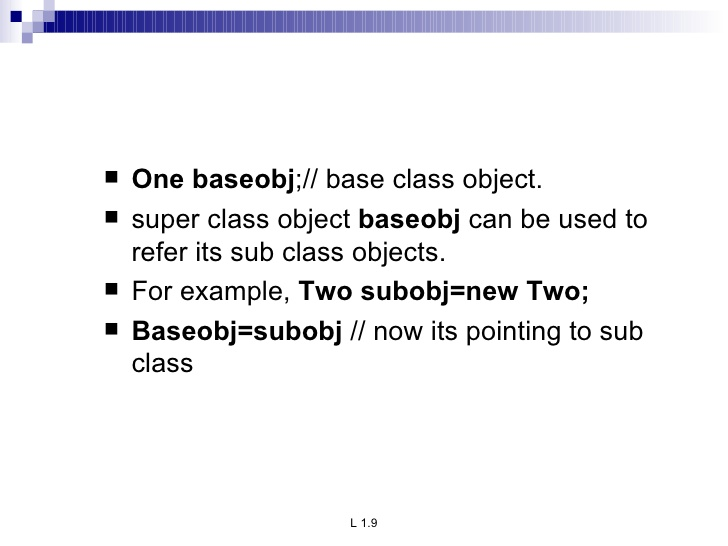 One baseobj;// base class object.
super class object baseobj can be used to
refer its sub class objects.
For example, Two subobj=new Two;
Baseobj=subobj // now its pointing to sub
class
L 1.9